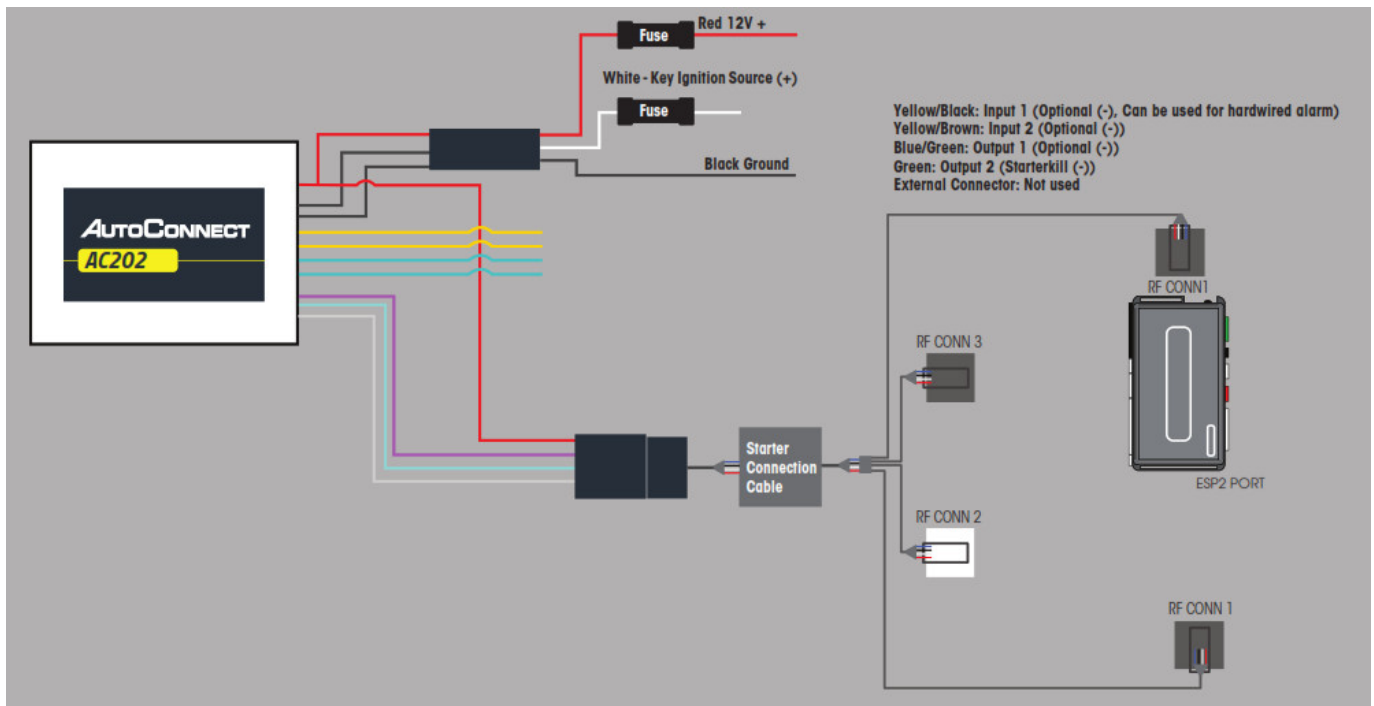 Red 12V +
Fuse
White - Key Ignition Source (+)
Fuse
Black Ground
Yellow/Black: Input 1 (Optional (-), Can be used for hardwired alarm)
Yellow/Brown: Input 2 (Optional (-))
Blue/Green: Output 1 (Optional (-))
Green: Output 2 (Starterkill (-))
External Connector: Not used
AUTOCONNECT
AC202
RF CONN1
RF CONN 3
Starter
Connection
Cable
ESP2 PORT
RF CONN 2
RF CONN 1